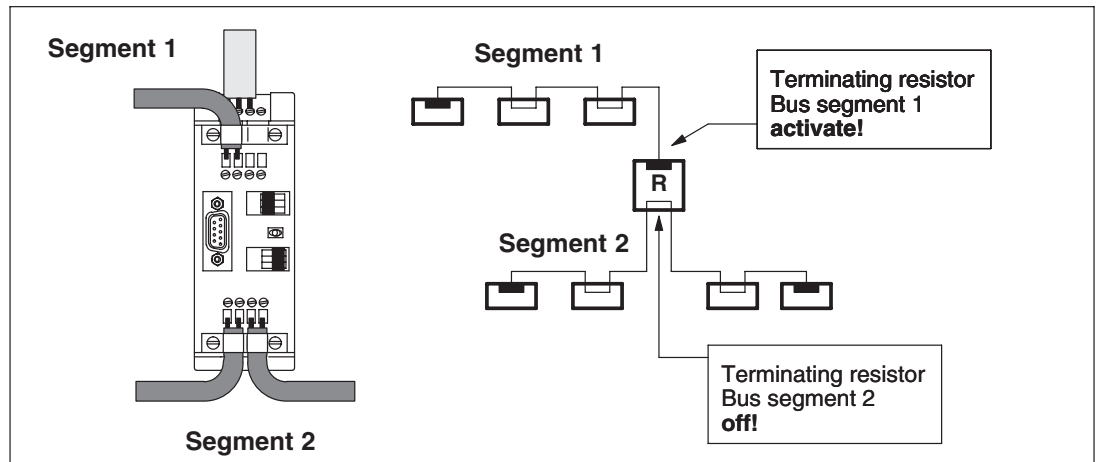 Segment 1
Segment 2
Segment 1
Terminating resistor
Bus segment 1
activate!
R
Segment 2
Terminating resistor
Bus segment 2
off!